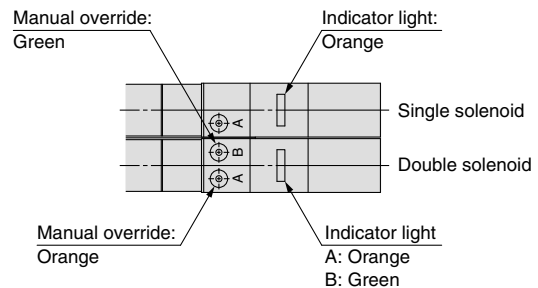 Manual override:
Green
Indicator light:
Orange
A
Single solenoid
B
Double solenoid
A
Manual override:
Orange
Indicator light
A: Orange
B: Green